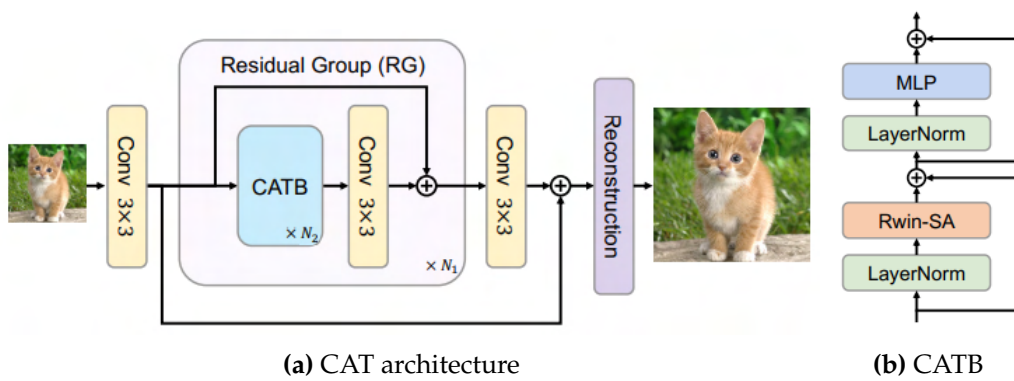 Residual Group (RG)
Conv 3×3
CATB
× N₂
Conv 3×3
× N₁
Conv 3×3
Reconstruction
(a) CAT architecture
MLP
LayerNorm
Rwin-SA
LayerNorm
(b) CATB